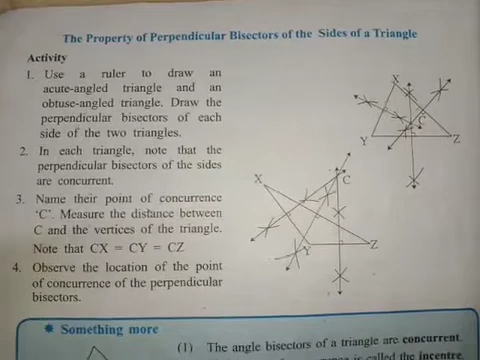 The Property of Perpendicular Bisectors of the Sides of a Triangle
Activity
1. Use a ruler to draw an
acute-angled triangle and an
obtuse-angled triangle. Draw the
perpendicular bisectors of each
side of the two triangles.
2. In each triangle, note that the
perpendicular bisectors of the sides
are concurrent.
3. Name their point of concurrence
'C'. Measure the distance between
C and the vertices of the triangle.
Note that CX = CY = CZ
4. Observe the location of the point
of concurrence of the perpendicular
bisectors.
X
C
Y
Z
X
C
Y
Z
* Something more
(1) The angle bisectors of a triangle are concurrent.
is called the incentre,